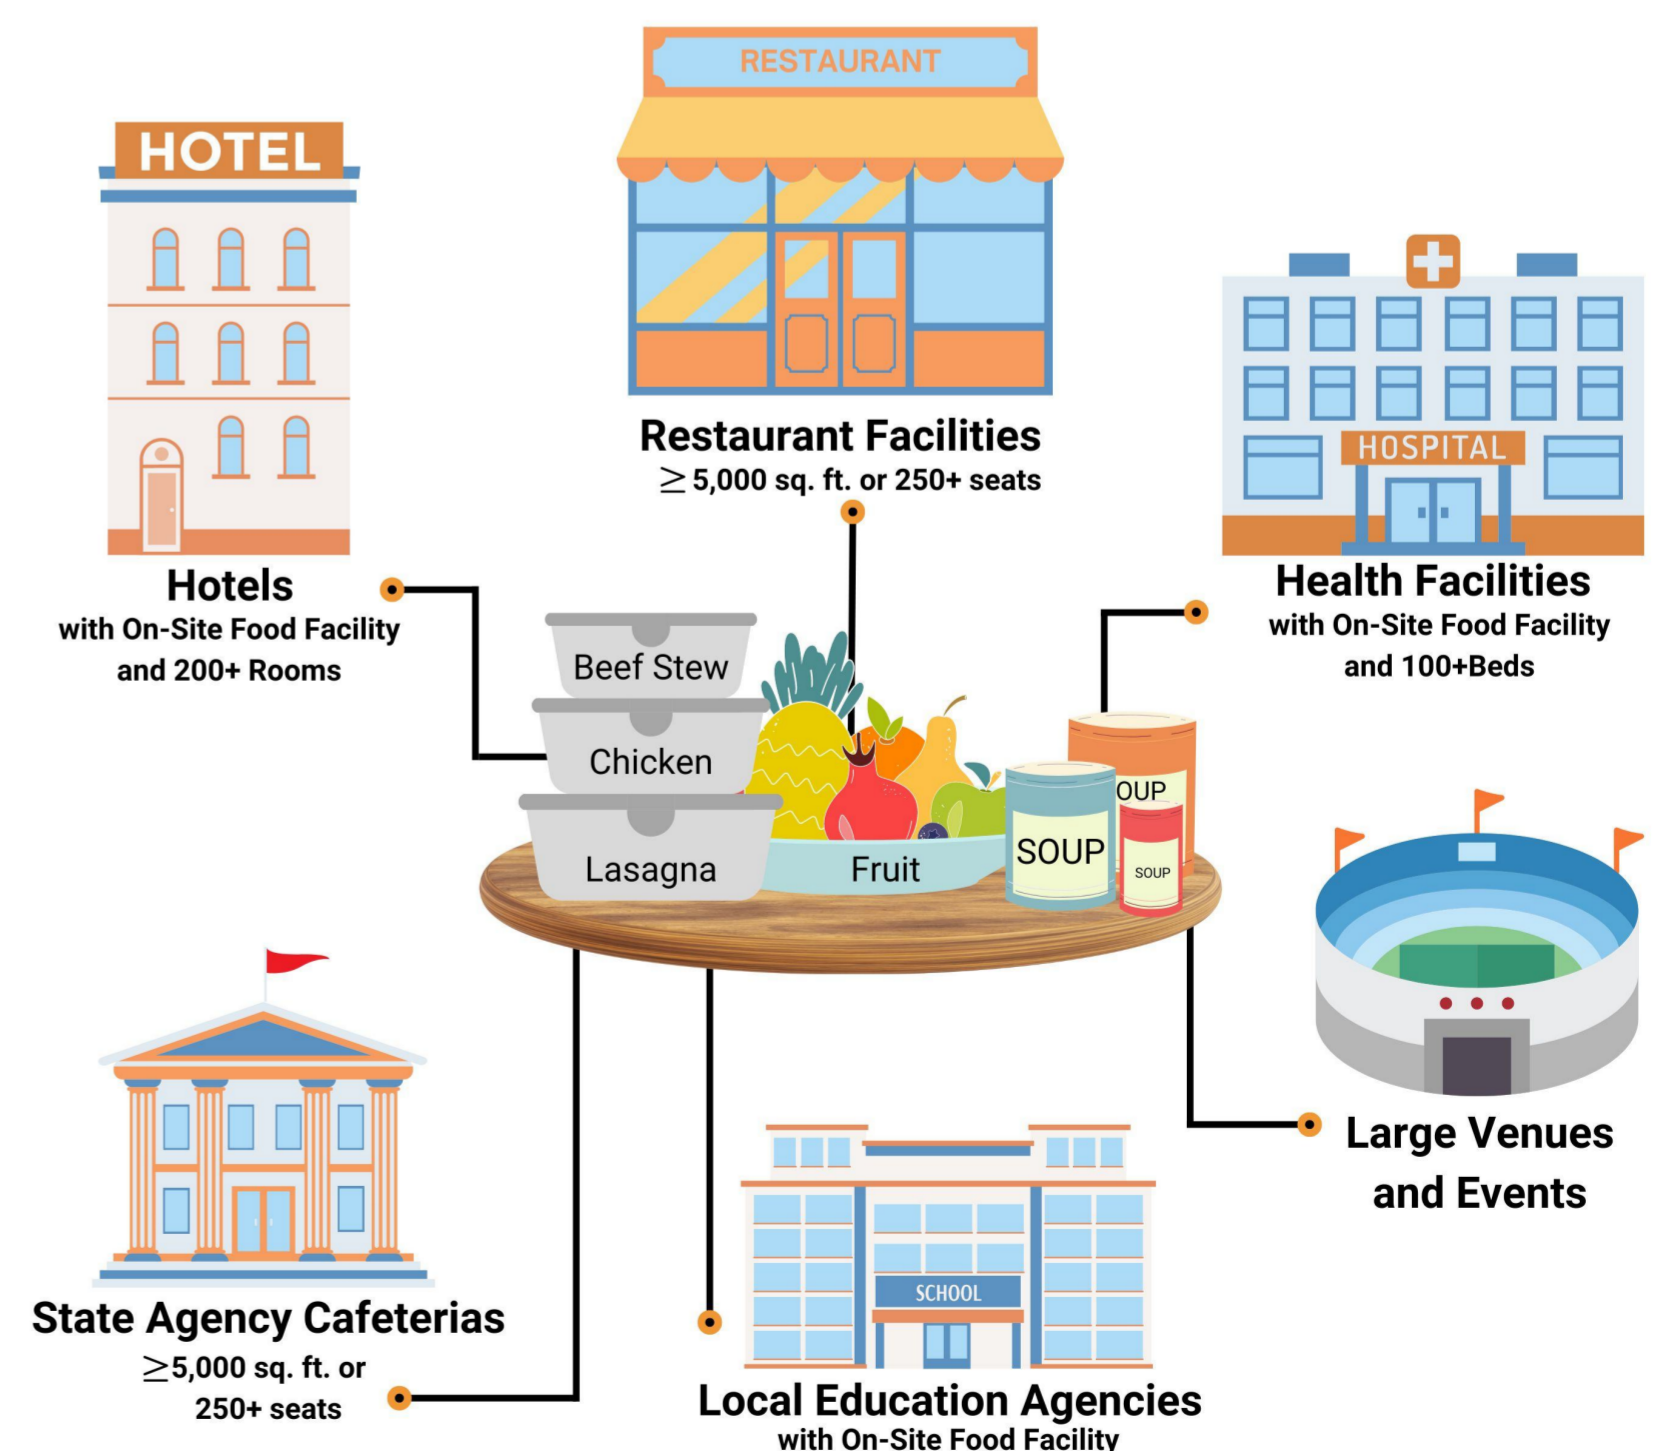 RESTAURANT
Restaurant Facilities
≥ 5,000 sq. ft. or 250+ seats
HOTEL
Hotels
with On-Site Food Facility
and 200+ Rooms
HOSPITAL
Health Facilities
with On-Site Food Facility
and 100+Beds
Beef Stew
Chicken
Lasagna
Fruit
SOUP
OUP
SOUP
Large Venues
and Events
State Agency Cafeterias
≥5,000 sq. ft. or
250+ seats
SCHOOL
Local Education Agencies
with On-Site Food Facility